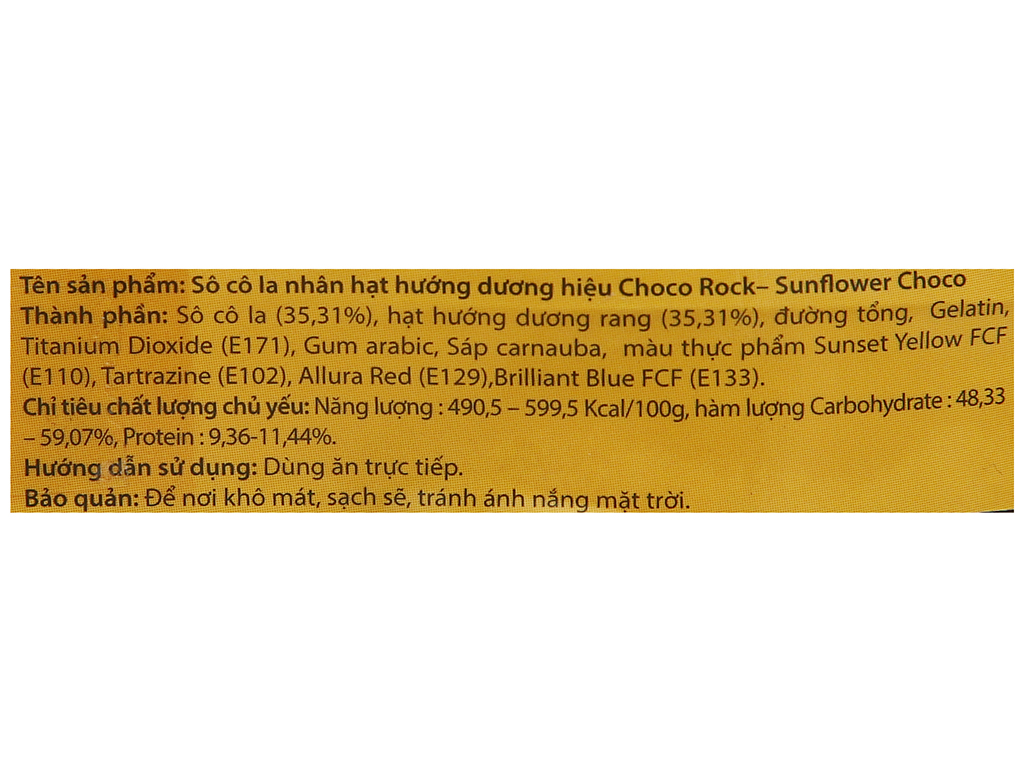 Tên sản phẩm: Sô cô la nhân hạt hướng dương hiệu Choco Rock– Sunflower Choco
Thành phần: Sô cô la (35,31%), hạt hướng dương rang (35,31%), đường tổng, Gelatin,
Titanium Dioxide (E171), Gum arabic, Sáp carnauba, màu thực phẩm Sunset Yellow FCF
(E110), Tartrazine (E102), Allura Red (E129),Brilliant Blue FCF (E133).
Chỉ tiêu chất lượng chủ yếu: Năng lượng : 490,5 – 599,5 Kcal/100g, hàm lượng Carbohydrate : 48,33
– 59,07%, Protein : 9,36-11,44%.
Hướng dẫn sử dụng: Dùng ăn trực tiếp.
Bảo quản: Để nơi khô mát, sạch sẽ, tránh ánh nắng mặt trời.